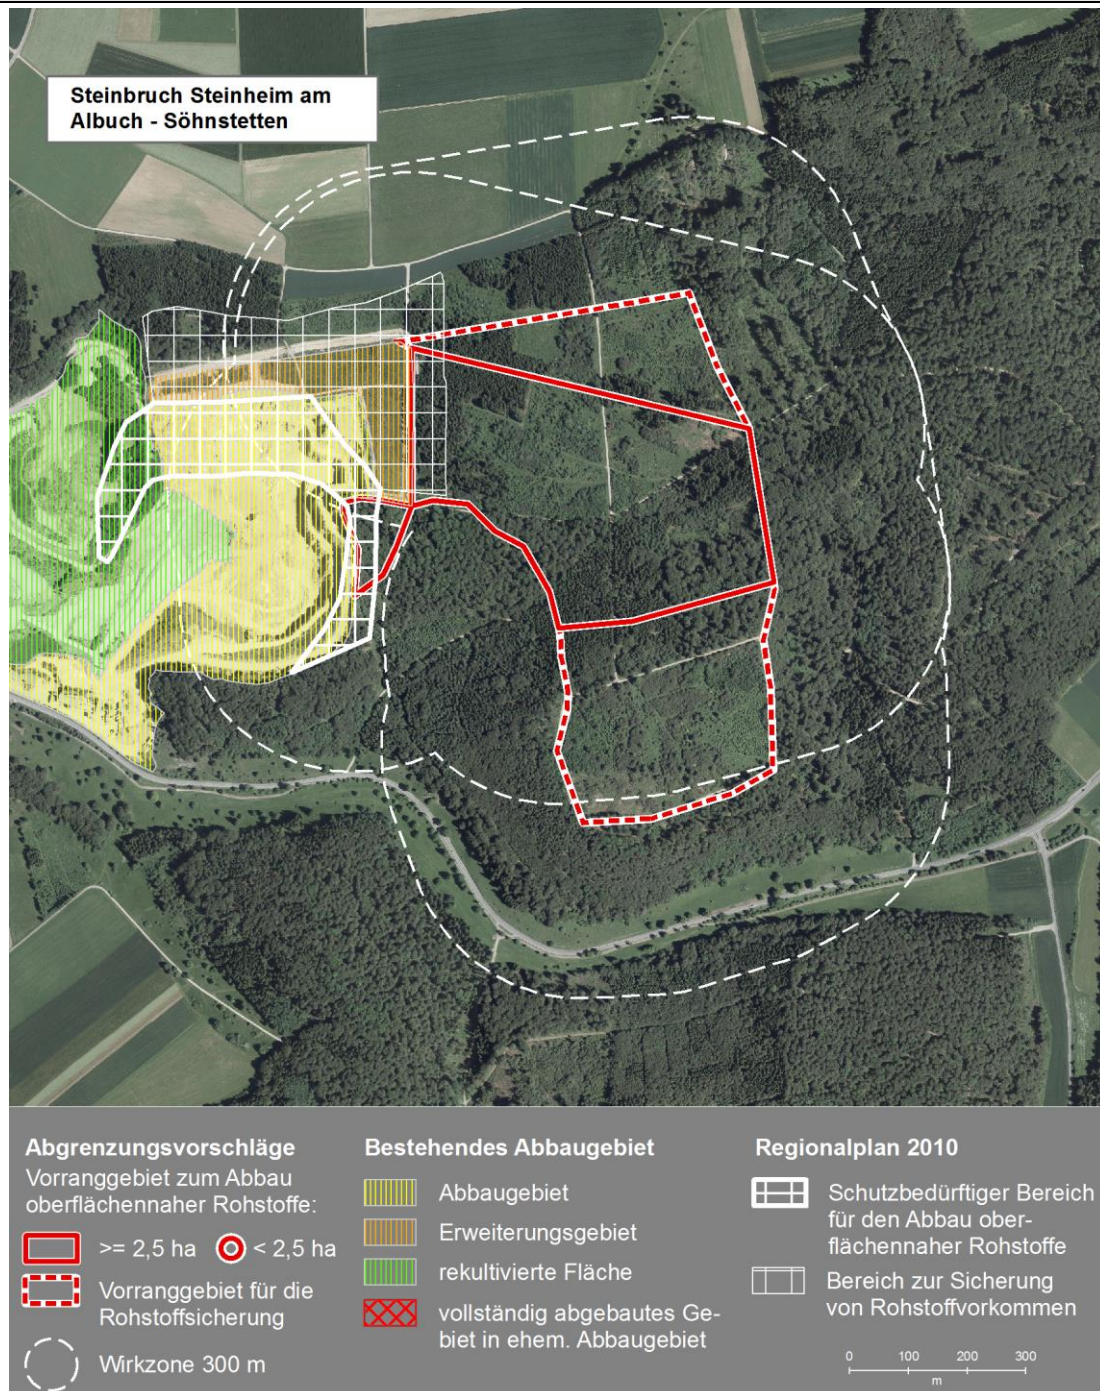 Steinbruch Steinheim am
Albuch - Söhnstetten
Abgrenzungsvorschläge
Vorranggebiet zum Abbau
oberflächennaher Rohstoffe:
>= 2,5 ha
< 2,5 ha
Vorranggebiet für die
Rohstoffsicherung
Wirkzone 300 m
Bestehendes Abbaugebiet
Abbaugebiet
Erweiterungsgebiet
rekultivierte Fläche
vollständig abgebautes Ge-
biet in ehem. Abbaugebiet
Regionalplan 2010
Schutzbedürftiger Bereich
für den Abbau ober-
flächennaher Rohstoffe
Bereich zur Sicherung
von Rohstoffvorkommen
0 100 200 300
m